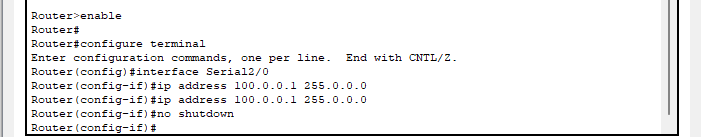 Router>enable
Router#
Router#configure terminal
Enter configuration commands, one per line.  End with CNTL/Z.
Router(config)#interface Serial2/0
Router(config-if)#ip address 100.0.0.1 255.0.0.0
Router(config-if)#ip address 100.0.0.1 255.0.0.0
Router(config-if)#no shutdown
Router(config-if)#